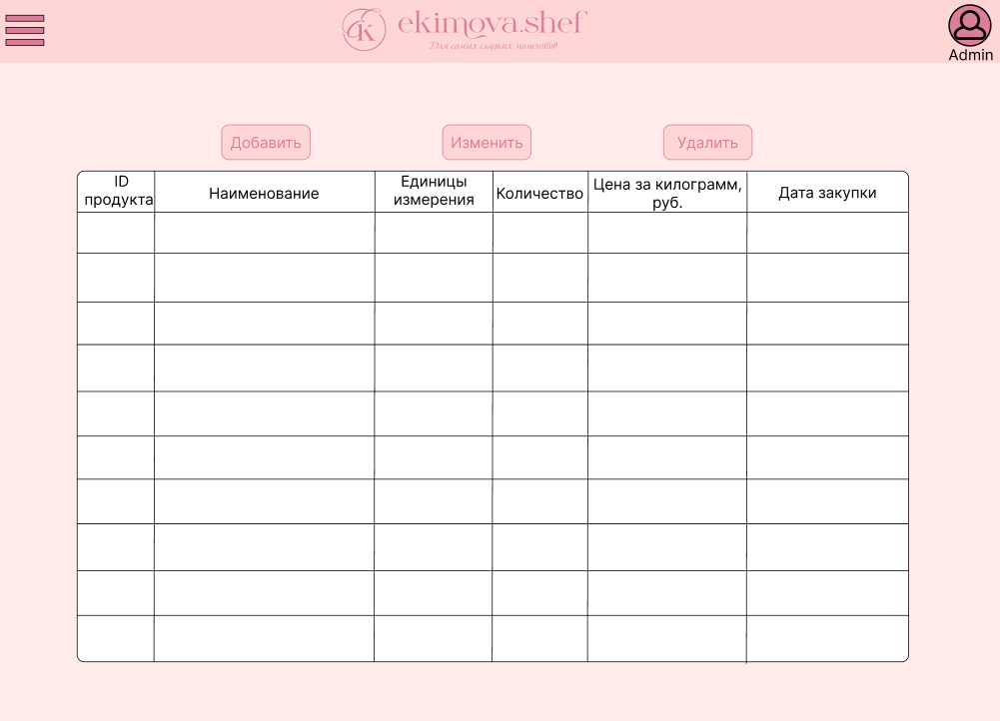 ekimova.shef
Для самых сладких моментов
Admin
Добавить
Изменить
Удалить
ID
продукта
Наименование
Единицы
измерения
Количество
Цена за килограмм,
руб.
Дата закупки